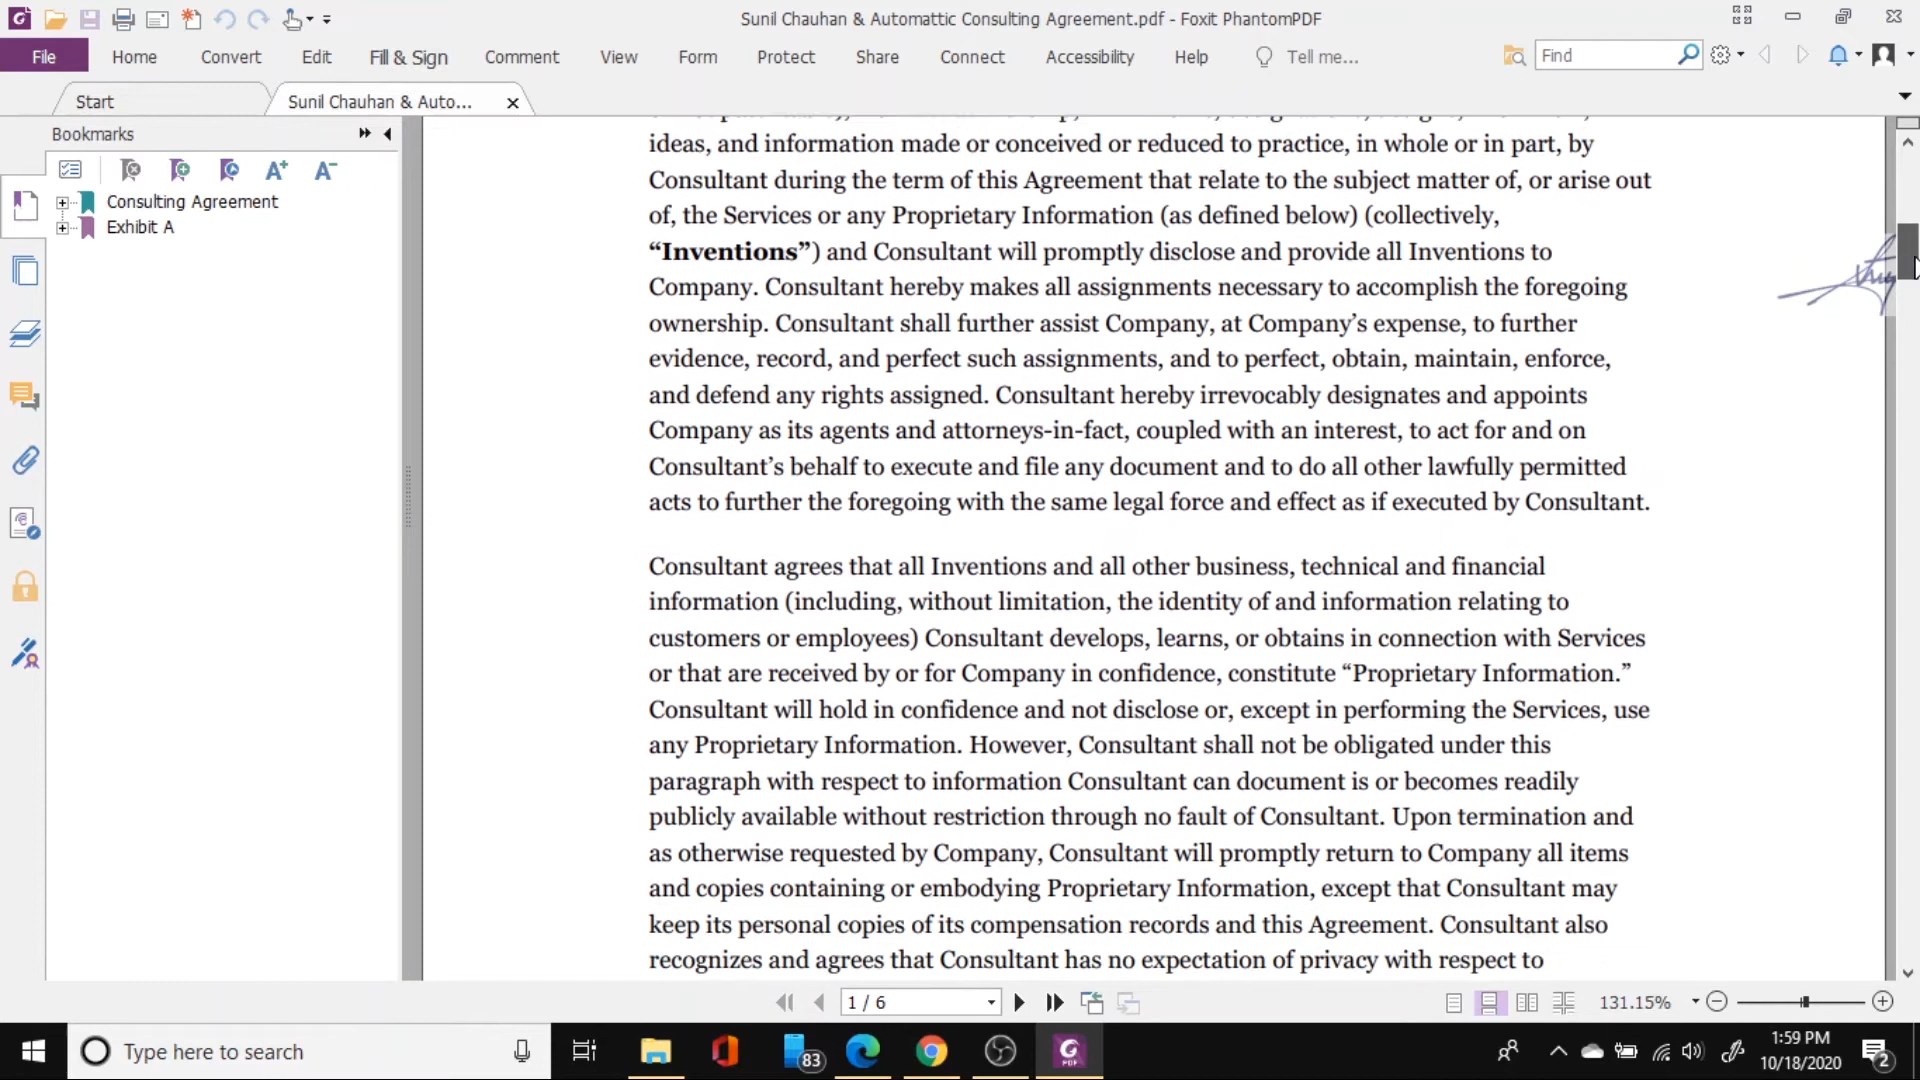 Sunil Chauhan & Automattic Consulting Agreement.pdf - Foxit PhantomPDF
File Home Convert Edit Fill & Sign Comment View Form Protect Share Connect Accessibility Help Tell me... Find
Start Sunil Chauhan & Auto...
Bookmarks
Consulting Agreement
Exhibit A
ideas, and information made or conceived or reduced to practice, in whole or in part, by
Consultant during the term of this Agreement that relate to the subject matter of, or arise out
of, the Services or any Proprietary Information (as defined below) (collectively,
“Inventions”) and Consultant will promptly disclose and provide all Inventions to
Company. Consultant hereby makes all assignments necessary to accomplish the foregoing
ownership. Consultant shall further assist Company, at Company’s expense, to further
evidence, record, and perfect such assignments, and to perfect, obtain, maintain, enforce,
and defend any rights assigned. Consultant hereby irrevocably designates and appoints
Company as its agents and attorneys-in-fact, coupled with an interest, to act for and on
Consultant’s behalf to execute and file any document and to do all other lawfully permitted
acts to further the foregoing with the same legal force and effect as if executed by Consultant.
Consultant agrees that all Inventions and all other business, technical and financial
information (including, without limitation, the identity of and information relating to
customers or employees) Consultant develops, learns, or obtains in connection with Services
or that are received by or for Company in confidence, constitute “Proprietary Information.”
Consultant will hold in confidence and not disclose or, except in performing the Services, use
any Proprietary Information. However, Consultant shall not be obligated under this
paragraph with respect to information Consultant can document is or becomes readily
publicly available without restriction through no fault of Consultant. Upon termination and
as otherwise requested by Company, Consultant will promptly return to Company all items
and copies containing or embodying Proprietary Information, except that Consultant may
keep its personal copies of its compensation records and this Agreement. Consultant also
recognizes and agrees that Consultant has no expectation of privacy with respect to
1 / 6 131.15%
Type here to search 83 PDF 1:59 PM
10/18/2020 2